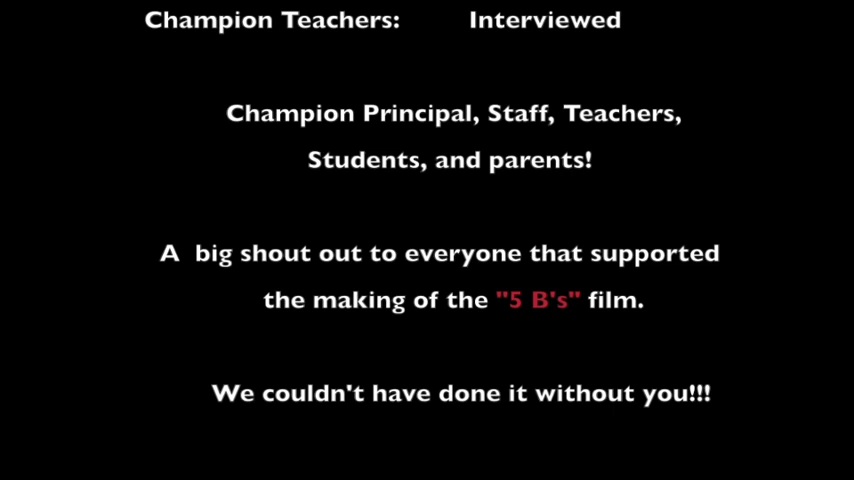 Champion Teachers: Interviewed
Champion Principal, Staff, Teachers,
Students, and parents!
A big shout out to everyone that supported
the making of the "5 B's" film.
We couldn't have done it without you!!!